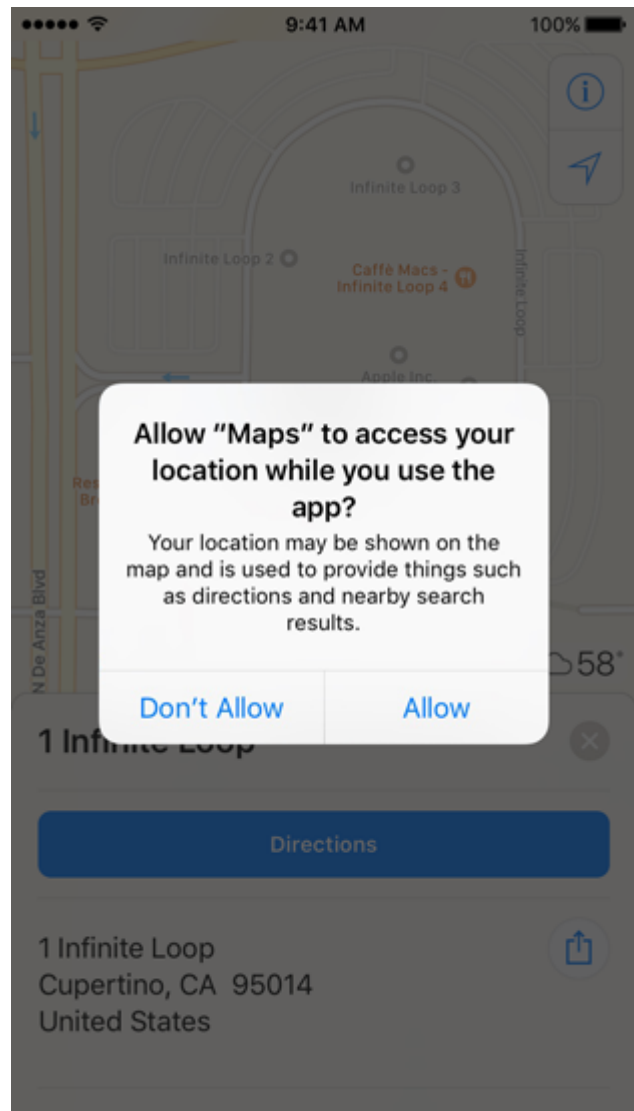 9:41 AM
100%
Infinite Loop 3
Infinite Loop 2
Caffè Macs -
Infinite Loop 4
Infinite Loop
Apple Inc.
Allow “Maps” to access your
location while you use the
app?
Your location may be shown on the
map and is used to provide things such
as directions and nearby search
results.
N De Anza Blvd
58°
Don’t Allow
Allow
1 Infinite Loop
Directions
1 Infinite Loop
Cupertino, CA 95014
United States